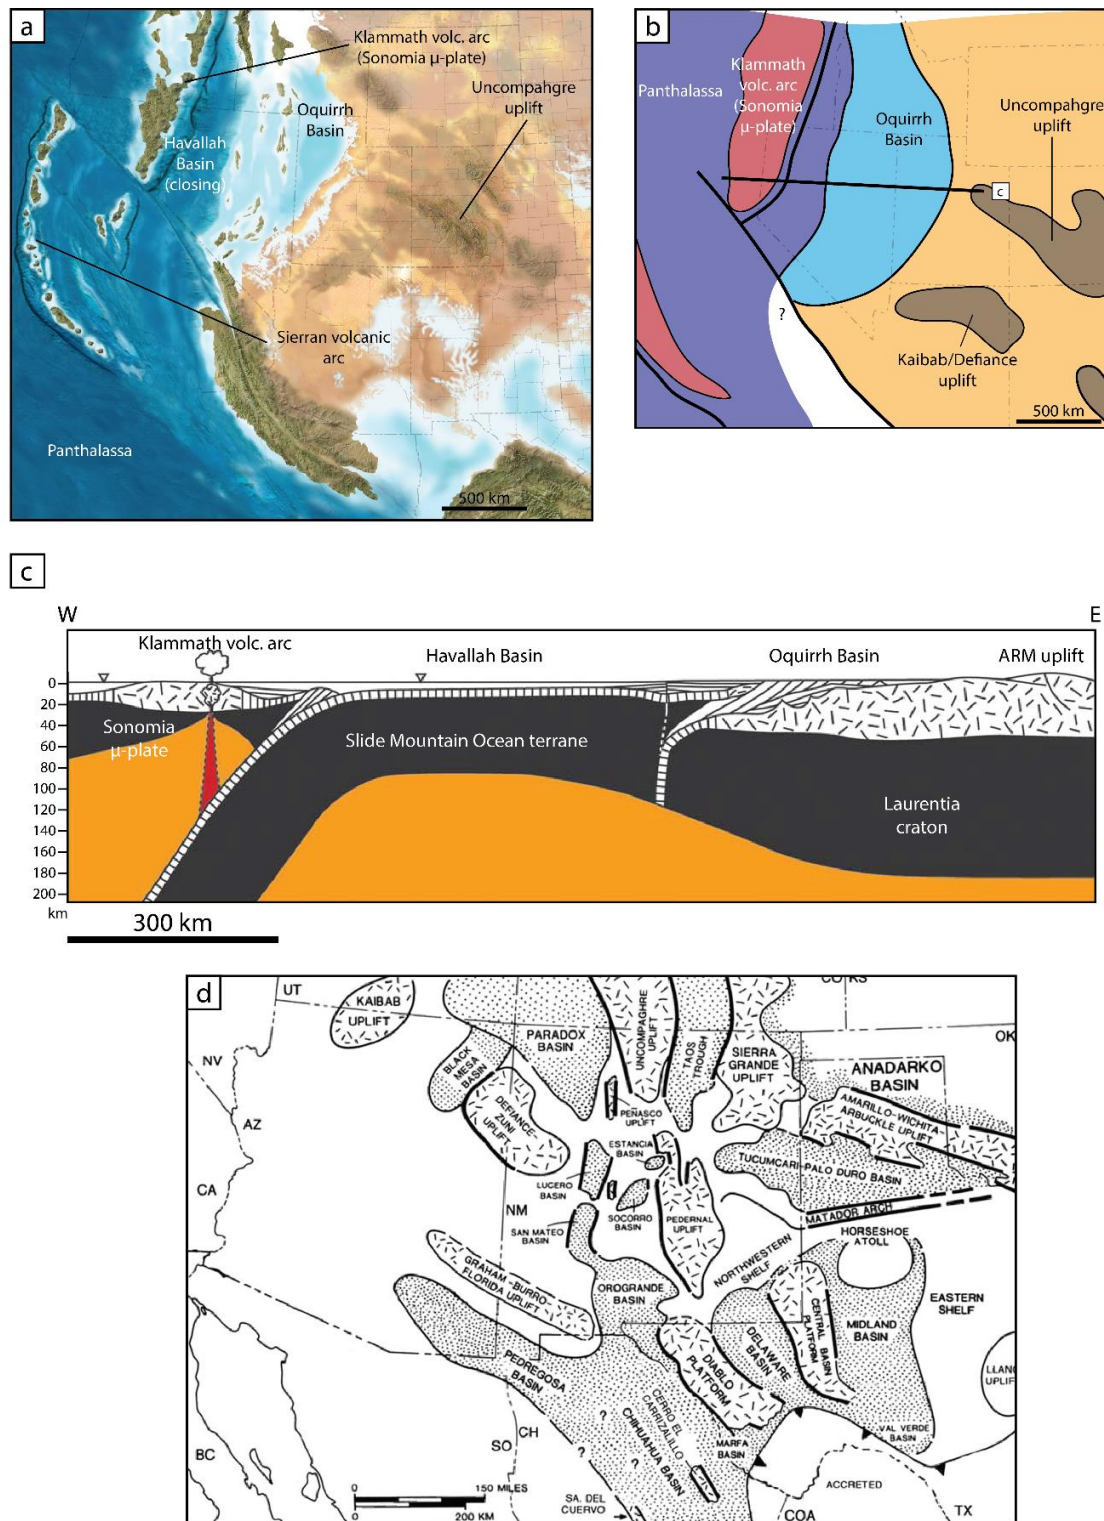 a
Klammath volc. arc
(Sonomia μ-plate)
Uncompahgre
uplift
Oquirrh
Basin
Havallah
Basin
(closing)
Sierran volcanic
arc
Panthalassa
500 km
b
Klammath
volc. arc
(Sonomia
μ-plate)
Panthalassa
Oquirrh
Basin
Uncompahgre
uplift
c
?
Kaibab/Defiance
uplift
500 km
c
W
E
Klammath volc. arc
Havallah Basin
Oquirrh Basin
ARM uplift
0
20
40
60
80
100
120
140
160
180
200
km
Sonomia
μ-plate
Slide Mountain Ocean terrane
Laurentia
craton
300 km
d
UT
CO
KS
KAIBAB
UPLIFT
PARADOX
BASIN
UNCOMPAGHRE
UPLIFT
TAOS
TROUGH
SIERRA
GRANDE
UPLIFT
OK
NV
BLACK
MESA
BASIN
ANADARKO
BASIN
AZ
DEFIANCE-
ZUNI
UPLIFT
PEÑASCO
UPLIFT
AMARILLO-WICHITA-
ARBUCKLE UPLIFT
ESTANCIA
BASIN
TUCUMCARI-PALO DURO BASIN
CA
LUCERO
BASIN
NM
SOCORRO
BASIN
PEDERNAL
UPLIFT
MATADOR ARCH
SAN MATEO
BASIN
HORSESHOE
ATOLL
NORTHWESTERN
SHELF
GRAHAM-BURRO-
FLORIDA UPLIFT
OROGRANDE
BASIN
EASTERN
SHELF
CENTRAL BASIN
PLATFORM
MIDLAND
BASIN
DELAWARE
BASIN
PEDREGOSA
BASIN
DIABLO
PLATFORM
LLANO
UPLIFT
CERRO EL
CARRIZALILLO
CHIHUAHUA BASIN
?
?
?
?
SO
CH
MARFA
BASIN
VAL VERDE
BASIN
BC
ACCRETED
0 150 MILES
0 200 KM
SA. DEL
CUERVO
COA
TX